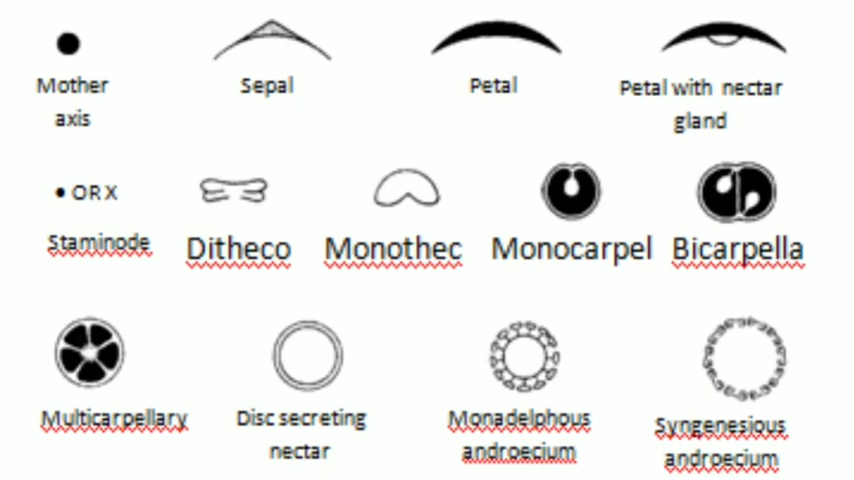 Mother
axis
Sepal
Petal
Petal with nectar
gland
• OR X
Staminode
Ditheco
Monothec
Monocarpel
Bicarpella
Multicarpellary
Disc secreting
nectar
Monadelphous
androecium
Syngenesious
androecium